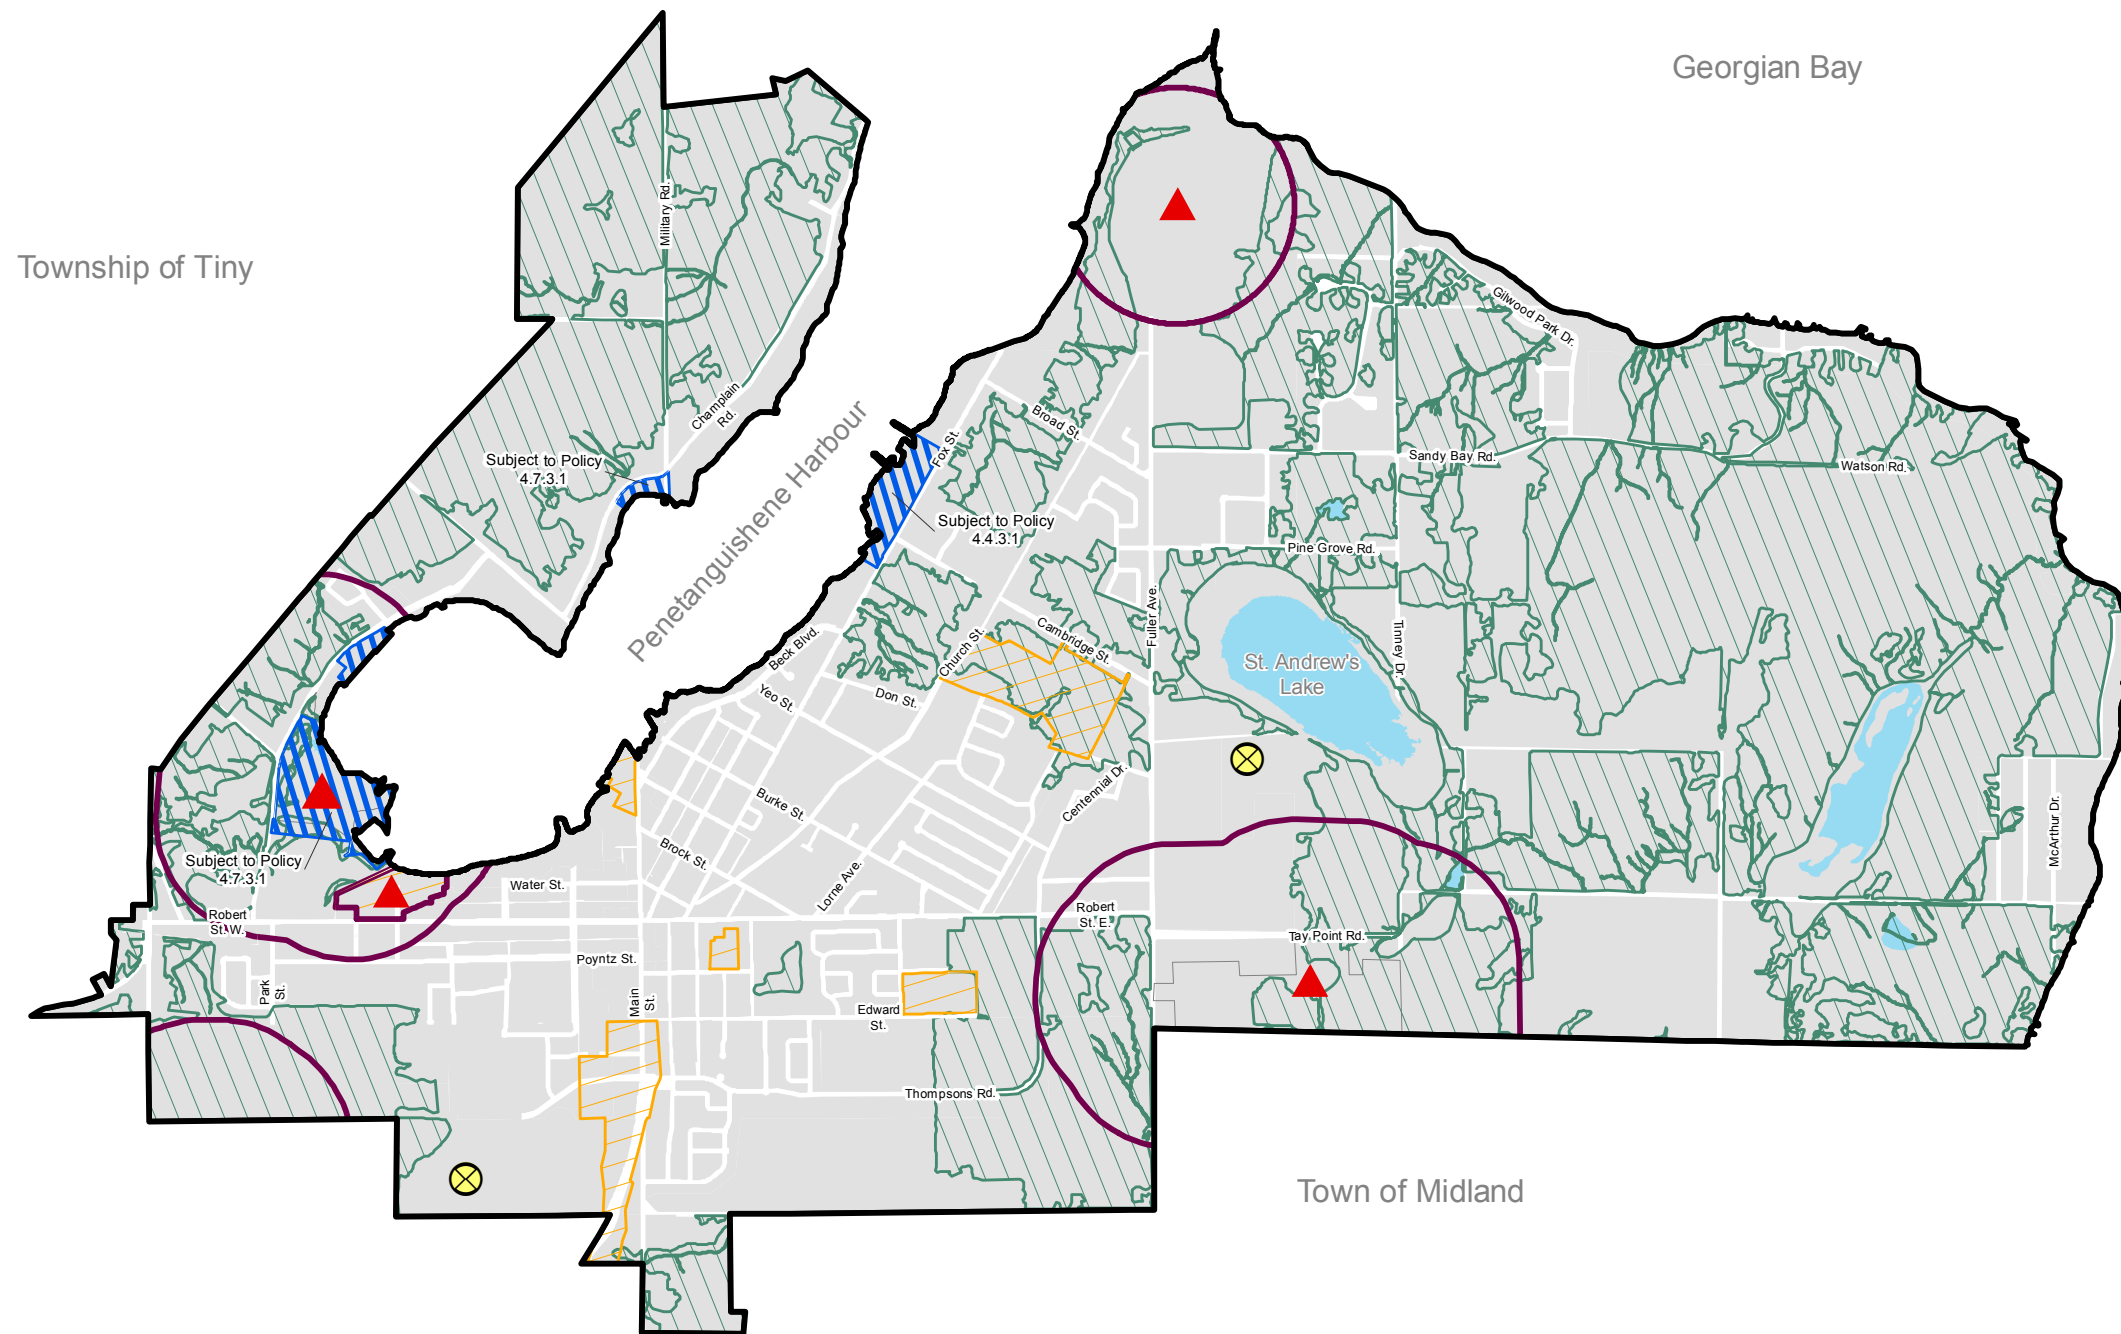 Georgian Bay
Township of Tiny
Military Rd.
Gilwood Park Dr.
Champlain
Rd.
Penetanguishene Harbour
Broad St.
Fox St.
Sandy Bay Rd.
Watson Rd.
Subject to Policy
4.7.3.1
Subject to Policy
4.4.3.1
Pine Grove Rd.
Fuller Ave.
Tinney Dr.
Cambridge St.
Church St.
Beck Blvd.
St. Andrew's
Lake
Yeo St.
Don St.
Centennial Dr.
Burke St.
McArthur Dr.
Brock St.
Lorne Ave.
Subject to Policy
4.7.3.1
Water St.
Robert
St. W.
Robert
St. E.
Tay Point Rd.
Poyntz St.
Park
St.
Main
St.
Edward
St.
Thompsons Rd.
Town of Midland